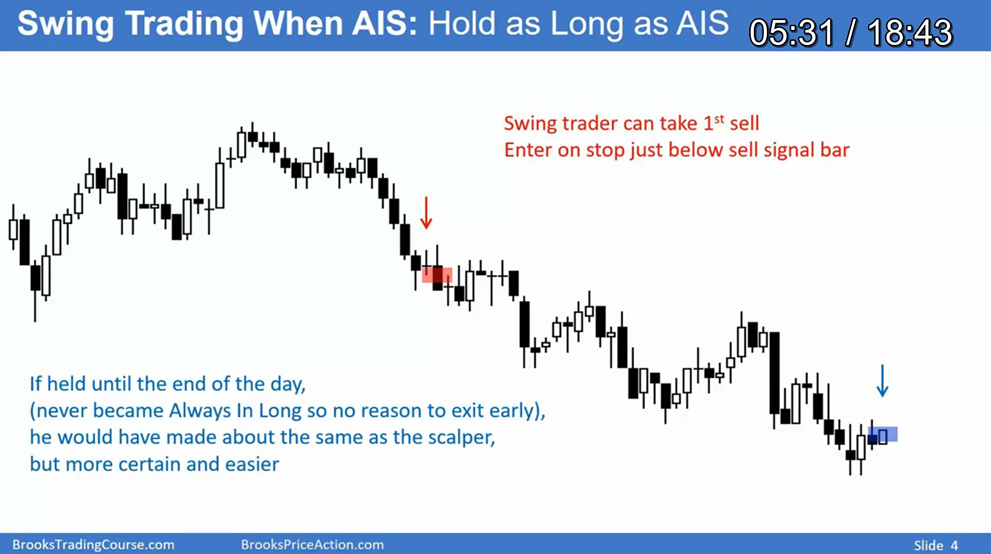 Swing Trading When AIS: Hold as Long as AIS
05:31 / 18:43
Swing trader can take 1st sell
Enter on stop just below sell signal bar
If held until the end of the day,
(never became Always In Long so no reason to exit early),
he would have made about the same as the scalper,
but more certain and easier
BrooksTradingCourse.com
BrooksPriceAction.com
Slide 4